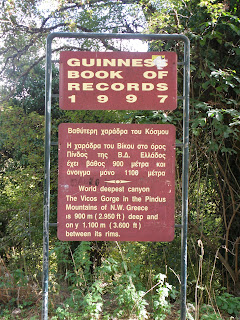 GUINNESS
BOOK OF
RECORDS
1997
Βαθύτερη χαράδρα του Κόσμου
Η χαράδρα του Βίκου στο όρος
Πίνδος της Β.Δ. Ελλάδος
έχει βάθος 900 μέτρα και
άνοιγμα μόνο 1100 μέτρα
World deepest canyon
The Vicos Gorge in the Pindus
Mountains of N.W. Greece
is 900 m ( 2.950 ft ) deep and
only 1.100 m ( 3.600 ft )
between its rims.